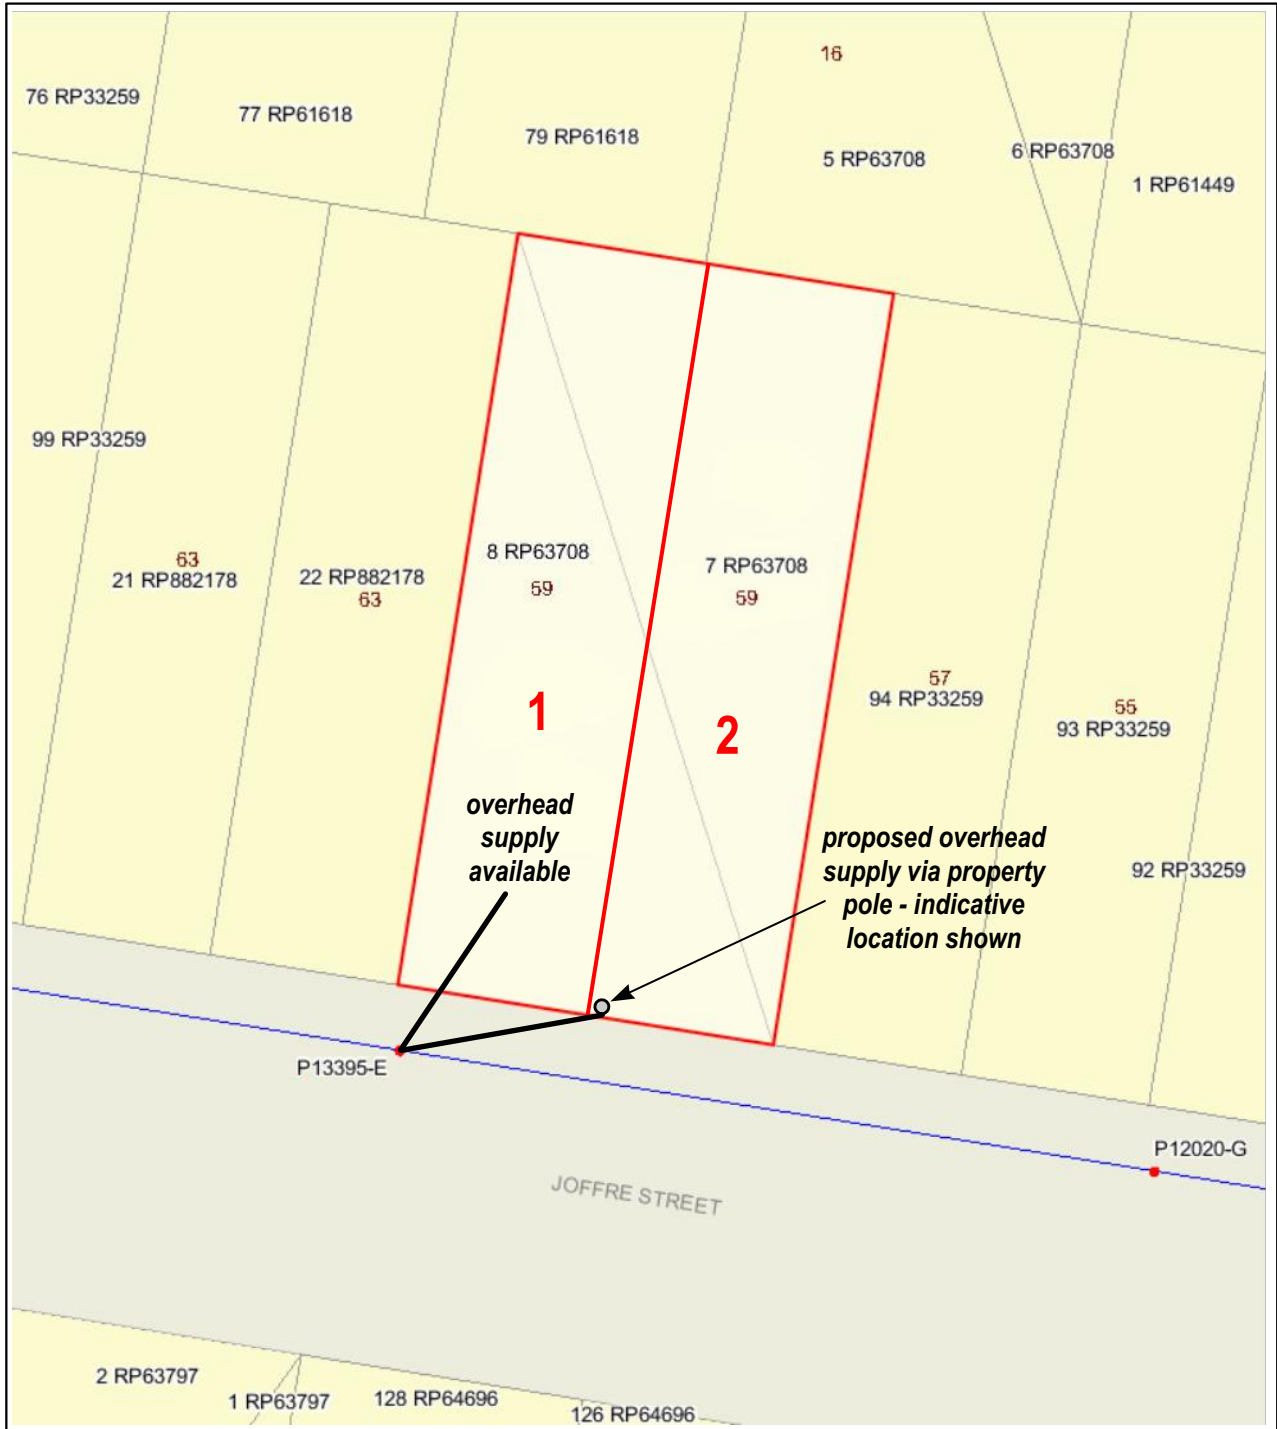 16
76 RP33259
77 RP61618
79 RP61618
5 RP63708
6 RP63708
1 RP61449
99 RP33259
63
21 RP882178
22 RP882178
63
8 RP63708
59
7 RP63708
59
57
94 RP33259
55
93 RP33259
92 RP33259
1
2
overhead
supply
available
proposed overhead
supply via property
pole - indicative
location shown
P13395-E
P12020-G
JOFFRE STREET
2 RP63797
1 RP63797
128 RP64696
126 RP64696